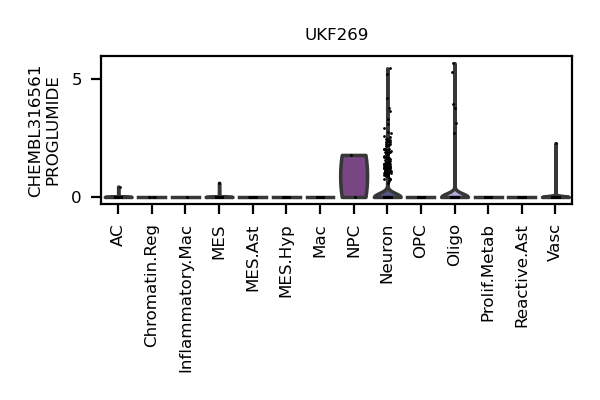 UKF269
CHEMBL316561
PROGLUMIDE
5
0
AC
Chromatin.Reg
Inflammatory.Mac
MES
MES.Ast
MES.Hyp
Mac
NPC
Neuron
OPC
Oligo
Prolif.Metab
Reactive.Ast
Vasc